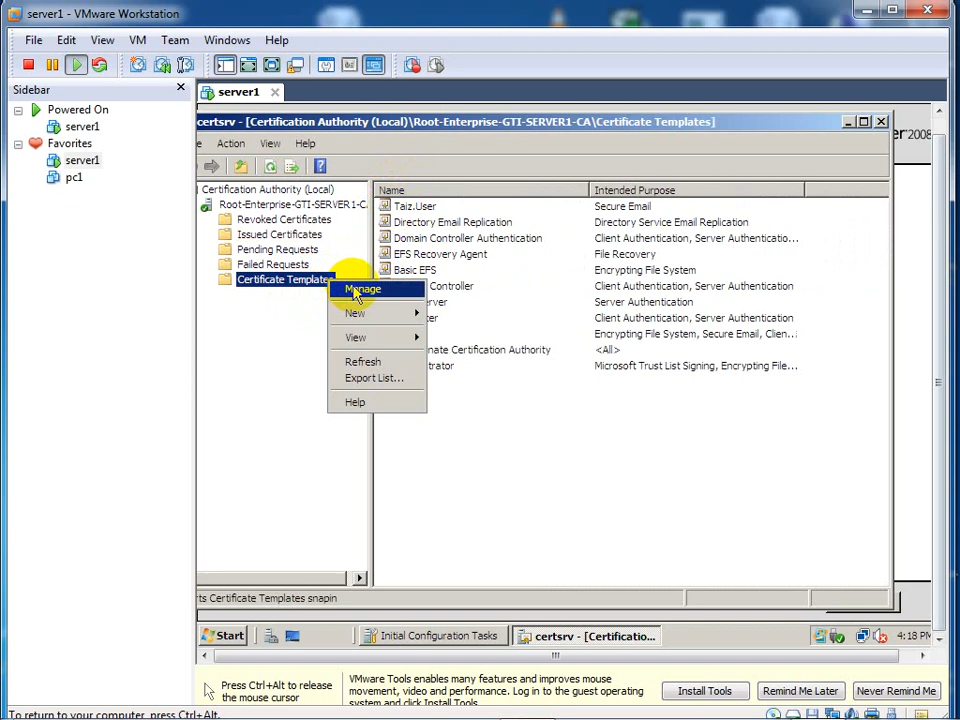 server1 - VMware Workstation
File Edit View VM Team Windows Help
Sidebar
Powered On
server1
Favorites
server1
pc1
server1
certsrv - [Certification Authority (Local)\Root-Enterprise-GTI-SERVER1-CA\Certificate Templates]
Action View Help
Certification Authority (Local)
Root-Enterprise-GTI-SERVER1-C
Revoked Certificates
Issued Certificates
Pending Requests
Failed Requests
Certificate Templates
Name Intended Purpose
Taiz.User Secure Email
Directory Email Replication Directory Service Email Replication
Domain Controller Authentication Client Authentication, Server Authenticatio...
EFS Recovery Agent File Recovery
Basic EFS Encrypting File System
Controller Client Authentication, Server Authentication
erver Server Authentication
ter Client Authentication, Server Authentication
Encrypting File System, Secure Email, Clien...
nate Certification Authority <All>
trator Microsoft Trust List Signing, Encrypting File...
Manage
New
View
Refresh
Export List...
Help
er 2008
rts Certificate Templates snapin
Start Initial Configuration Tasks certsrv - [Certificatio... 4:18 PM
Press Ctrl+Alt to release
the mouse cursor
VMware Tools enables many features and improves mouse
movement, video and performance. Log in to the guest operating
system and click Install Tools
Install Tools Remind Me Later Never Remind Me
To return to your computer, press Ctrl+Alt.